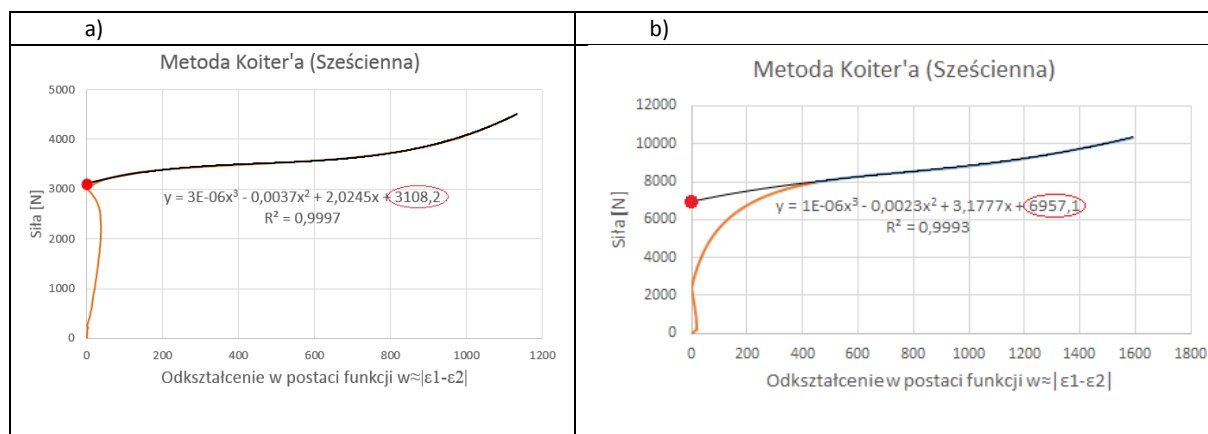 a)
b)
Metoda Koiter'a (Sześcienna)
5000
4000
3000
2000
1000
0
Siła [N]
y = 3E-06x³ - 0,0037x² + 2,0245x + 3108,2
R² = 0,9997
0 200 400 600 800 1000 1200
Odkształcenie w postaci funkcji w≈|ε1-ε2|
Metoda Koiter'a (Sześcienna)
12000
10000
8000
6000
4000
2000
0
Siła [N]
y = 1E-06x³ - 0,0023x² + 3,1777x + 6957,1
R² = 0,9993
0 200 400 600 800 1000 1200 1400 1600 1800
Odkształcenie w postaci funkcji w≈|ε1-ε2|